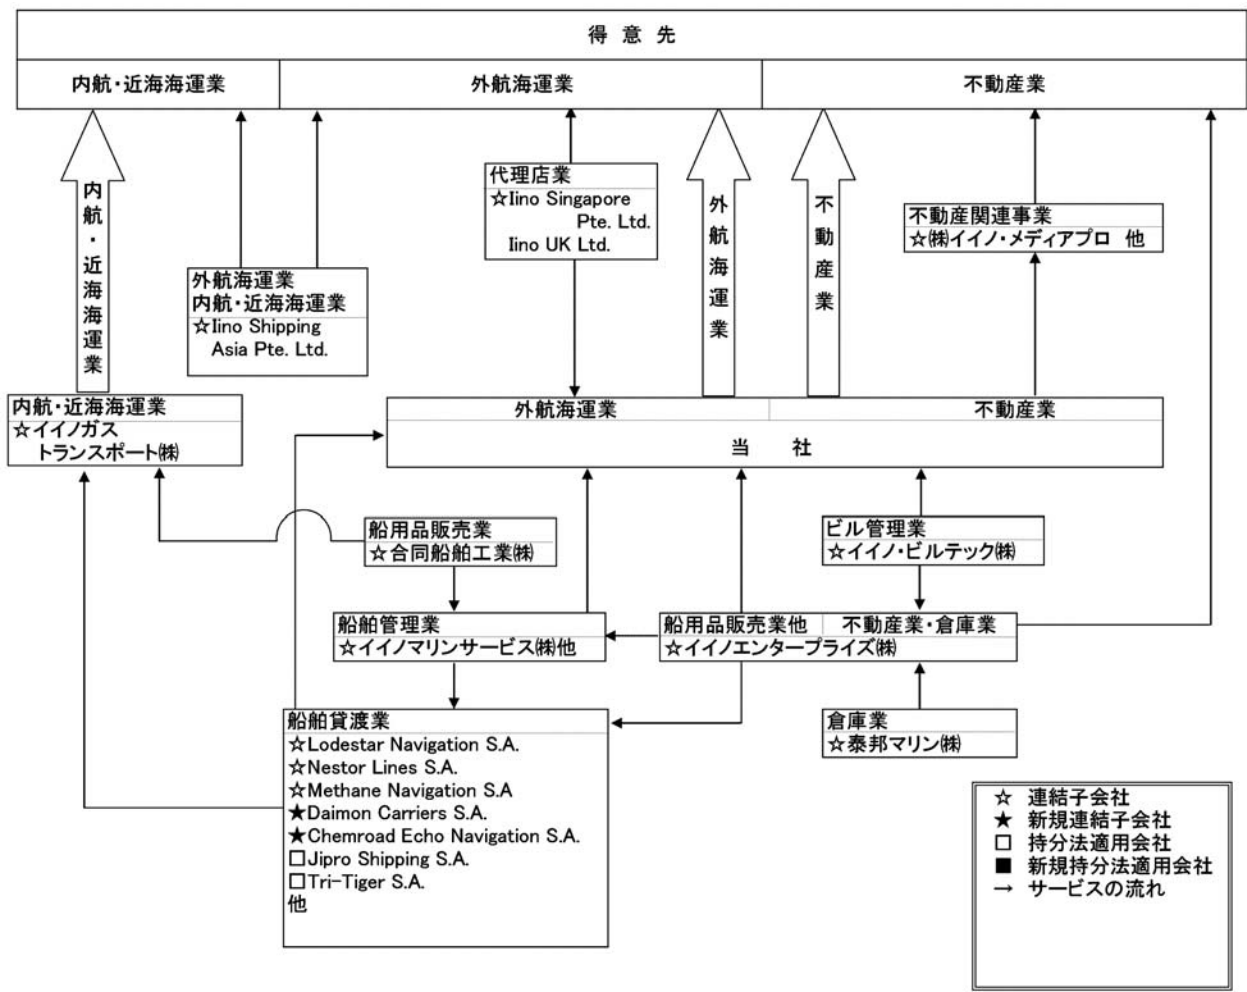 得 意 先
内航・近海海運業
外航海運業
不動産業
内航・近海海運業
外航海運業
内航・近海海運業
☆Iino Shipping
Asia Pte. Ltd.
代理店業
☆Iino Singapore
Pte. Ltd.
Iino UK Ltd.
外航海運業
不動産業
不動産関連事業
☆㈱イイノ・メディアプロ 他
内航・近海海運業
☆イイノガス
トランスポート㈱
外航海運業
不動産業
当 社
船用品販売業
☆合同船舶工業㈱
ビル管理業
☆イイノ・ビルテック㈱
船舶管理業
☆イイノマリンサービス㈱他
船用品販売業他
不動産業・倉庫業
☆イイノエンタープライズ㈱
船舶貸渡業
☆Lodestar Navigation S.A.
☆Nestor Lines S.A.
☆Methane Navigation S.A
★Daimon Carriers S.A.
★Chemroad Echo Navigation S.A.
□Jipro Shipping S.A.
□Tri-Tiger S.A.
他
倉庫業
☆泰邦マリン㈱
☆ 連結子会社
★ 新規連結子会社
□ 持分法適用会社
■ 新規持分法適用会社
→ サービスの流れ